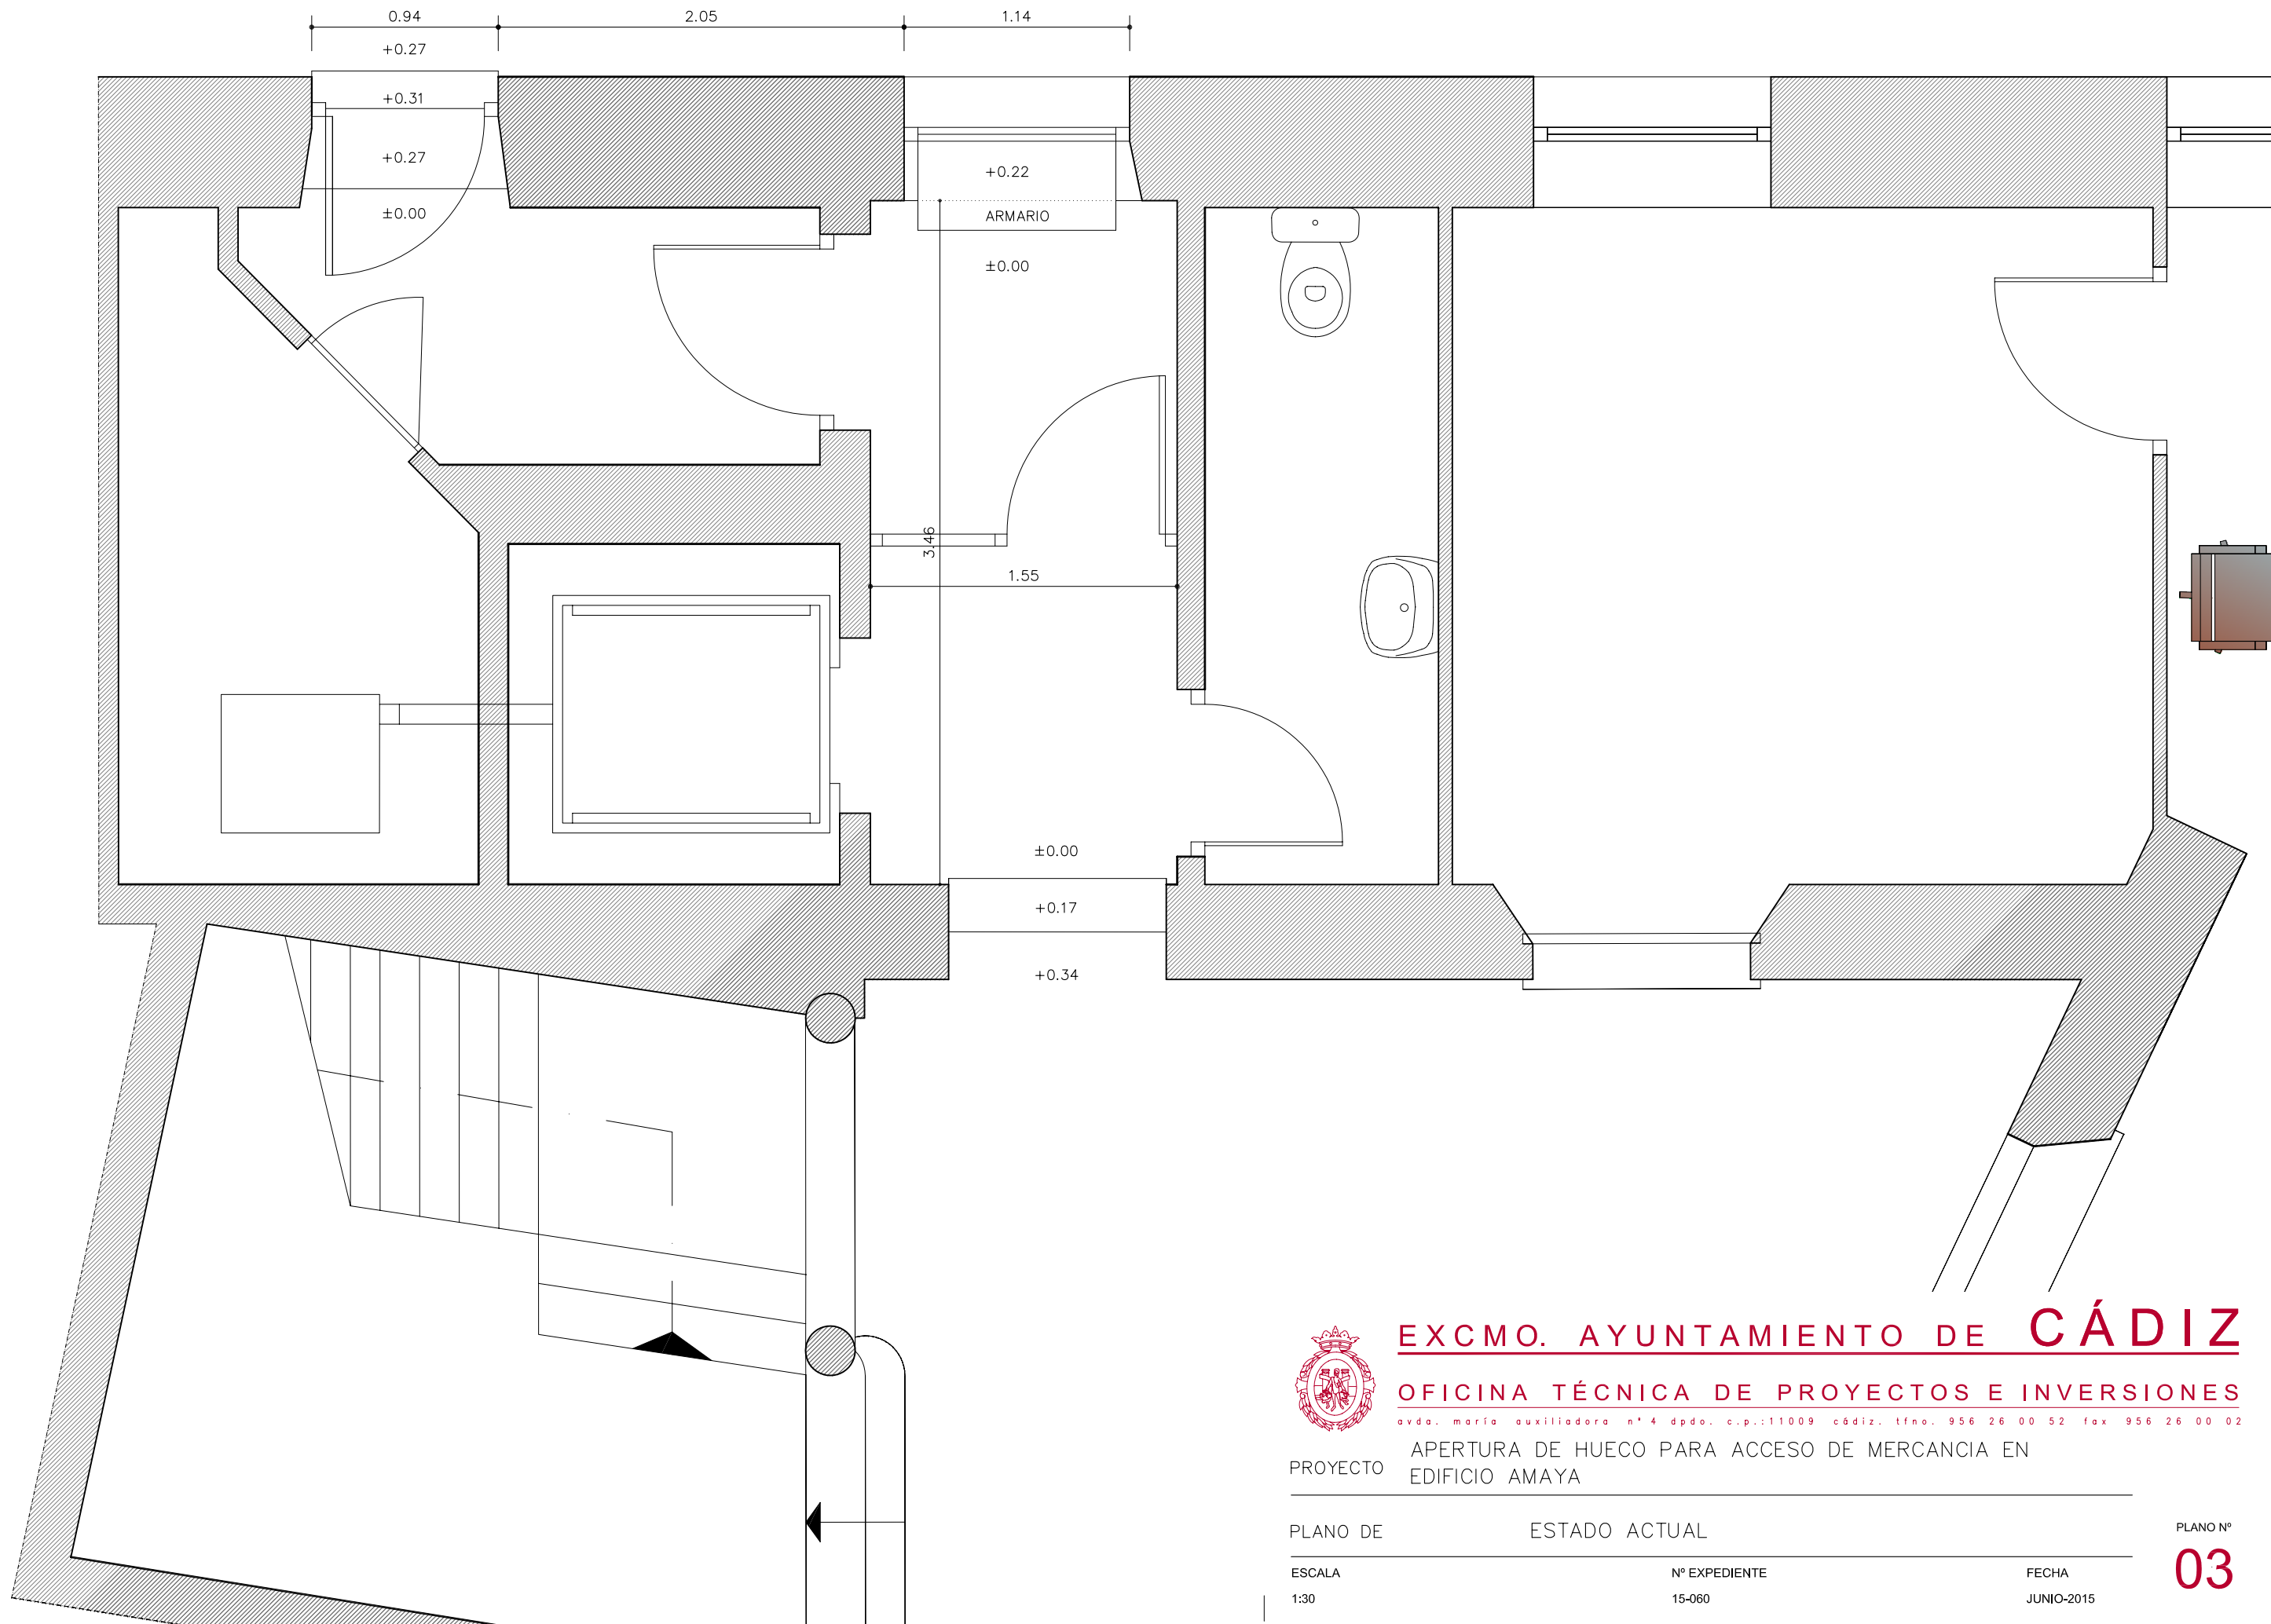 0.94 2.05 1.14
+0.27
+0.31
+0.27
+0.22
±0.00
ARMARIO
±0.00
3.46
1.55
±0.00
+0.17
+0.34
EXCMO. AYUNTAMIENTO DE CÁDIZ
OFICINA TÉCNICA DE PROYECTOS E INVERSIONES
avda. maría auxiliadora nº 4 dpdo. c.p.:11009 cádiz. tfno. 956 26 00 52 fax 956 26 00 02
PROYECTO APERTURA DE HUECO PARA ACCESO DE MERCANCIA EN
EDIFICIO AMAYA
PLANO DE ESTADO ACTUAL
PLANO Nº
03
ESCALA Nº EXPEDIENTE FECHA
1:30 15-060 JUNIO-2015